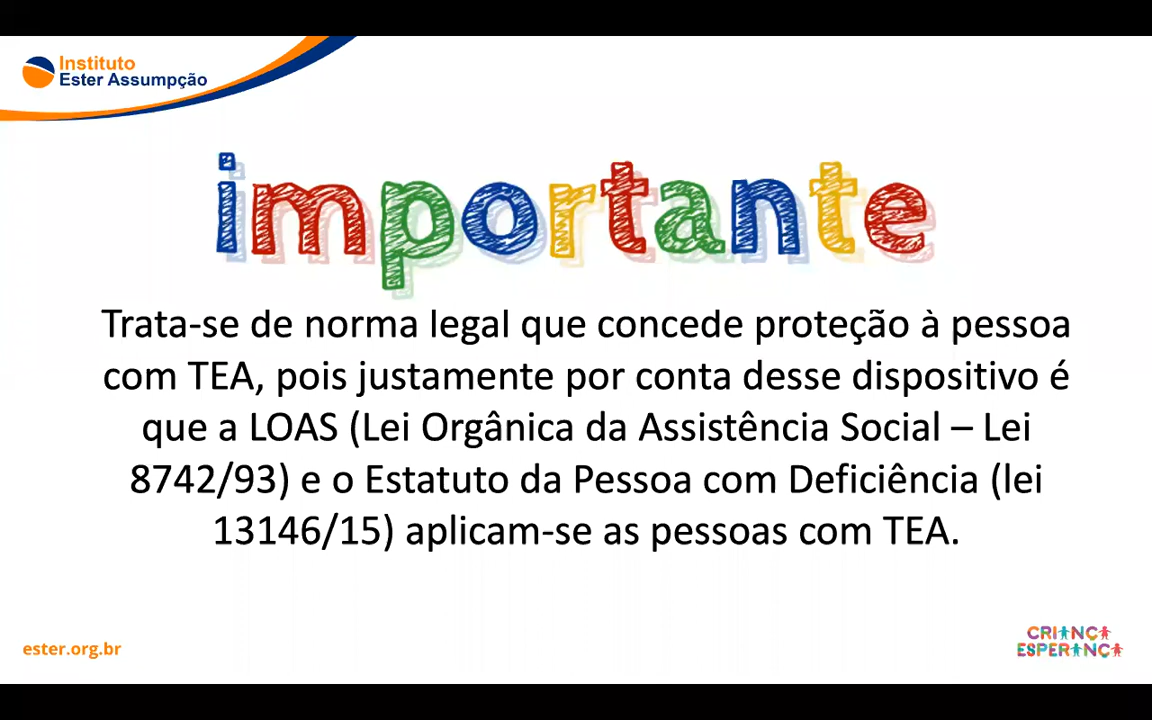 Instituto
Ester Assumpção
importante
Trata-se de norma legal que concede proteção à pessoa
com TEA, pois justamente por conta desse dispositivo é
que a LOAS (Lei Orgânica da Assistência Social – Lei
8742/93) e o Estatuto da Pessoa com Deficiência (lei
13146/15) aplicam-se as pessoas com TEA.
ester.org.br
CRIANÇA
ESPERANÇA